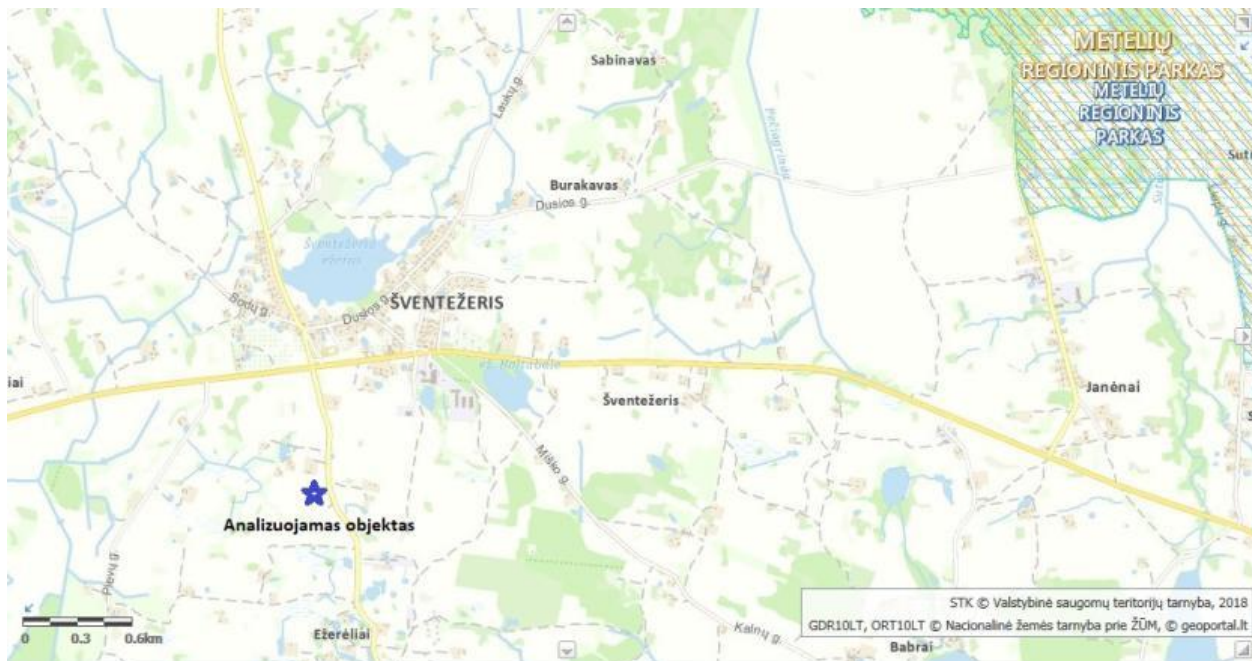 METELIŲ
REGIONINIS PARKAS
METELIŲ
REGIONINIS
PARKAS
Sabinavas
Laukų g.
Burakavas
Dusios g.
Šventežerio
ežeras
Sodų g.
Dusios g.
ŠVENTEŽERIS
Lapų g.
iai
Šventežeris
Janėnai
Miško g.
Analizuojamas objektas
Pievų g.
0 0.3 0.6km
Ežerėliai
Kalnų g.
Babrai
STK © Valstybinė saugomų teritorijų tarnyba, 2018
GDR10LT, ORT10LT © Nacionalinė žemės tarnyba prie ŽŪM, © geoportal.lt